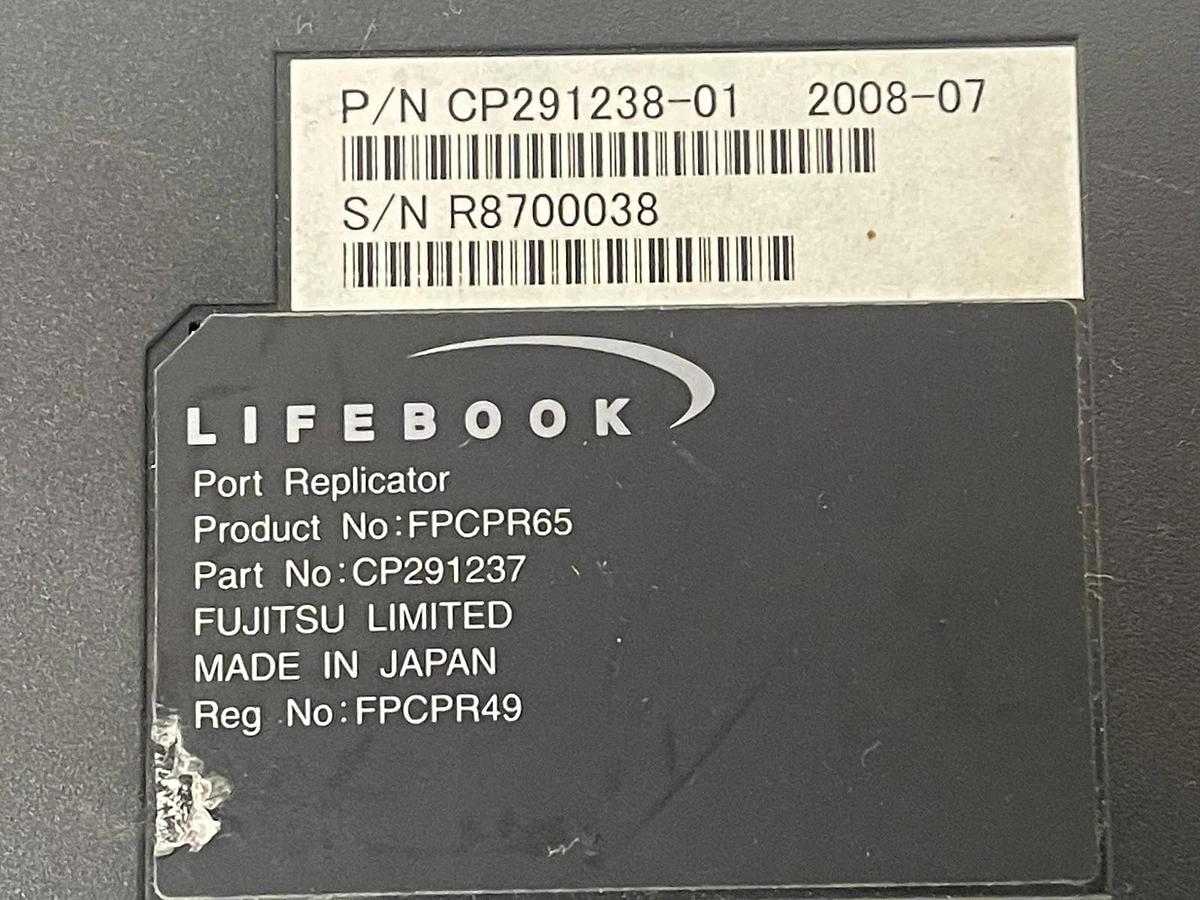 P/N CP291238-01 2008-07
S/N R8700038
LIFEBOOK
Port Replicator
Product No:FPCPR65
Part No:CP291237
FUJITSU LIMITED
MADE IN JAPAN
Reg No:FPCPR49